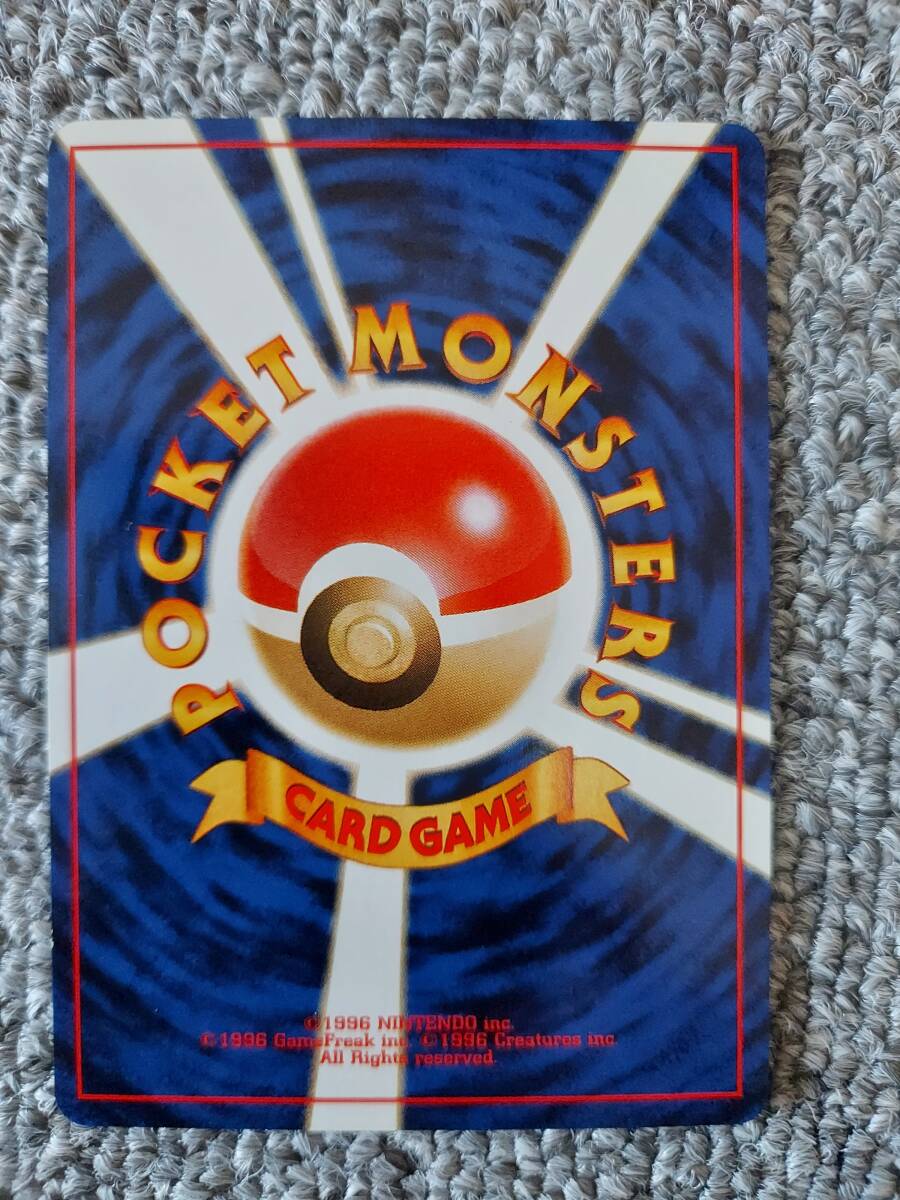 POCKET MONSTERS
CARD GAME
©1996 NINTENDO inc.
©1996 GameFreak inc. ©1996 Creatures inc.
All Rights reserved.